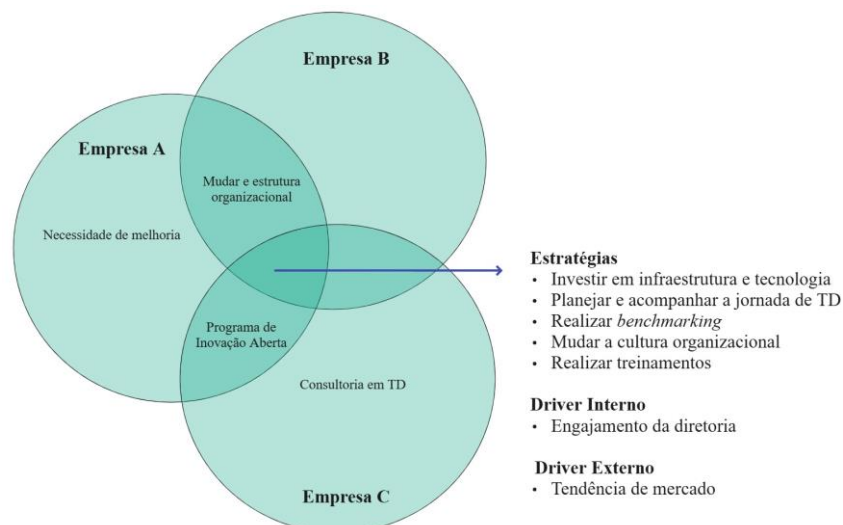 Empresa B
Empresa A
Mudar e estrutura
organizacional
Necessidade de melhoria
Programa de
Inovação Aberta
Consultoria em TD
Empresa C
Estratégias
• Investir em infraestrutura e tecnologia
• Planejar e acompanhar a jornada de TD
• Realizar benchmarking
• Mudar a cultura organizacional
• Realizar treinamentos
Driver Interno
• Engajamento da diretoria
Driver Externo
• Tendência de mercado